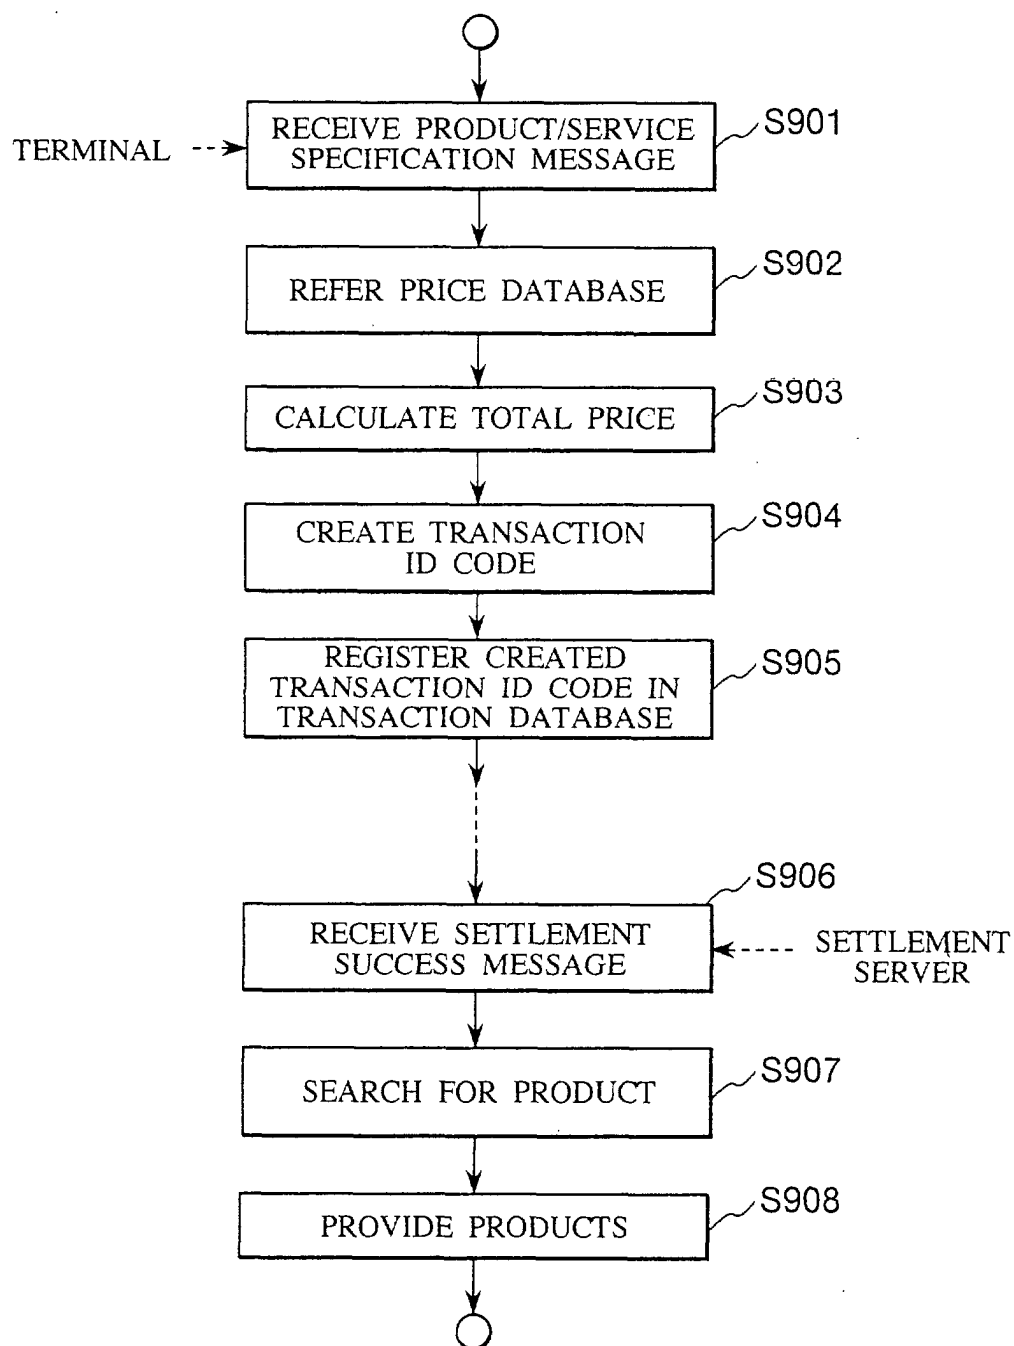 S901
RECEIVE PRODUCT/SERVICE
SPECIFICATION MESSAGE
TERMINAL
S902
REFER PRICE DATABASE
S903
CALCULATE TOTAL PRICE
S904
CREATE TRANSACTION
ID CODE
S905
REGISTER CREATED
TRANSACTION ID CODE IN
TRANSACTION DATABASE
S906
RECEIVE SETTLEMENT
SUCCESS MESSAGE
SETTLEMENT
SERVER
S907
SEARCH FOR PRODUCT
S908
PROVIDE PRODUCTS